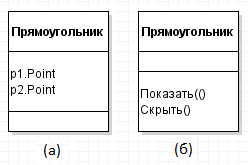 Прямоугольник
p1.Point
p2.Point
(а)
Прямоугольник
Показать(()
Скрыть()
(б)